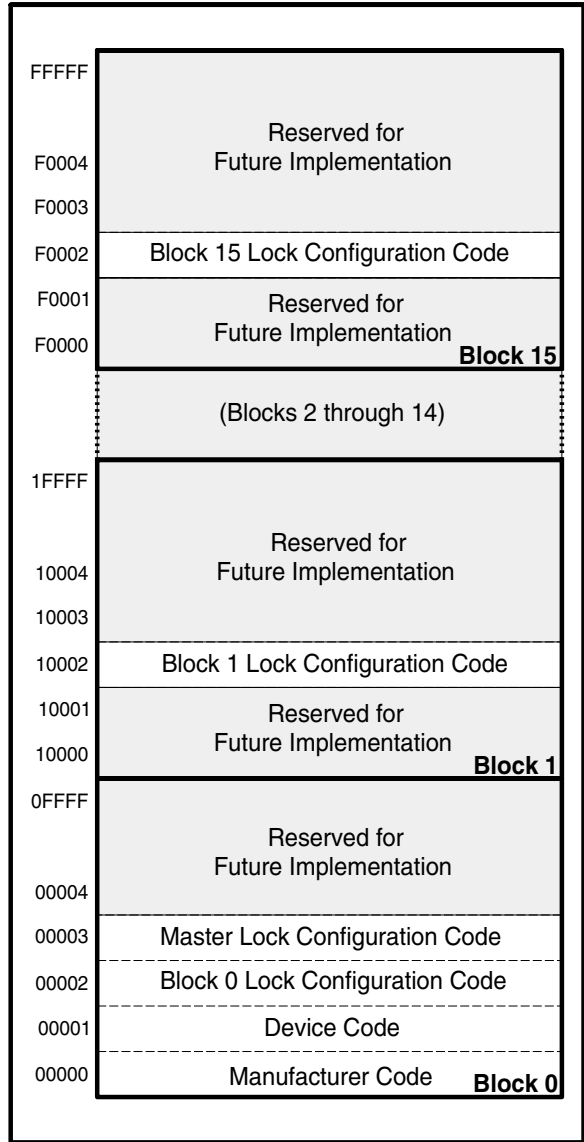 FFFFF
Reserved for
Future Implementation
F0004
F0003
F0002 Block 15 Lock Configuration Code
F0001
Reserved for
Future Implementation
F0000
Block 15
(Blocks 2 through 14)
1FFFF
Reserved for
Future Implementation
10004
10003
10002 Block 1 Lock Configuration Code
10001
Reserved for
Future Implementation
10000
Block 1
0FFFF
Reserved for
Future Implementation
00004
00003 Master Lock Configuration Code
00002 Block 0 Lock Configuration Code
00001 Device Code
00000 Manufacturer Code Block 0